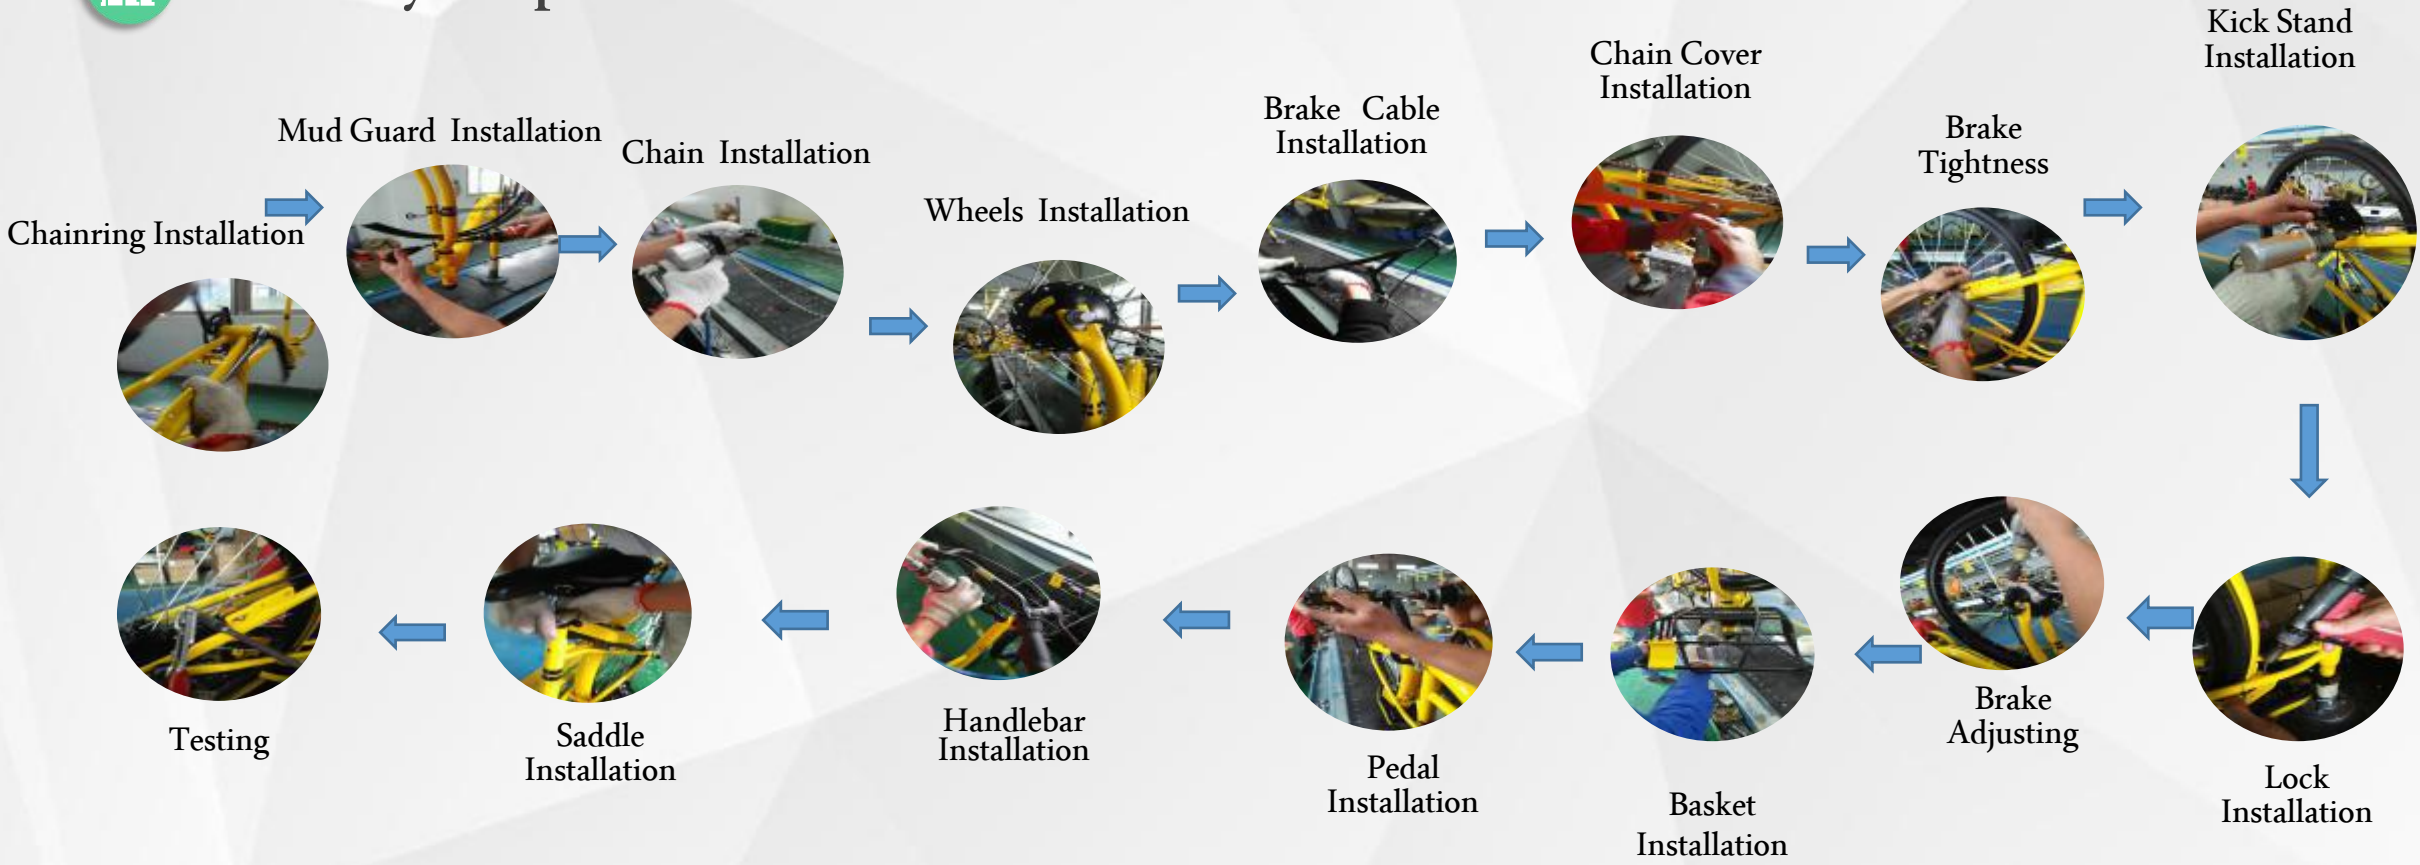 Chainring Installation
Mud Guard Installation
Chain Installation
Wheels Installation
Brake Cable
Installation
Chain Cover
Installation
Brake
Tightness
Kick Stand
Installation
Lock
Installation
Brake
Adjusting
Basket
Installation
Pedal
Installation
Handlebar
Installation
Saddle
Installation
Testing